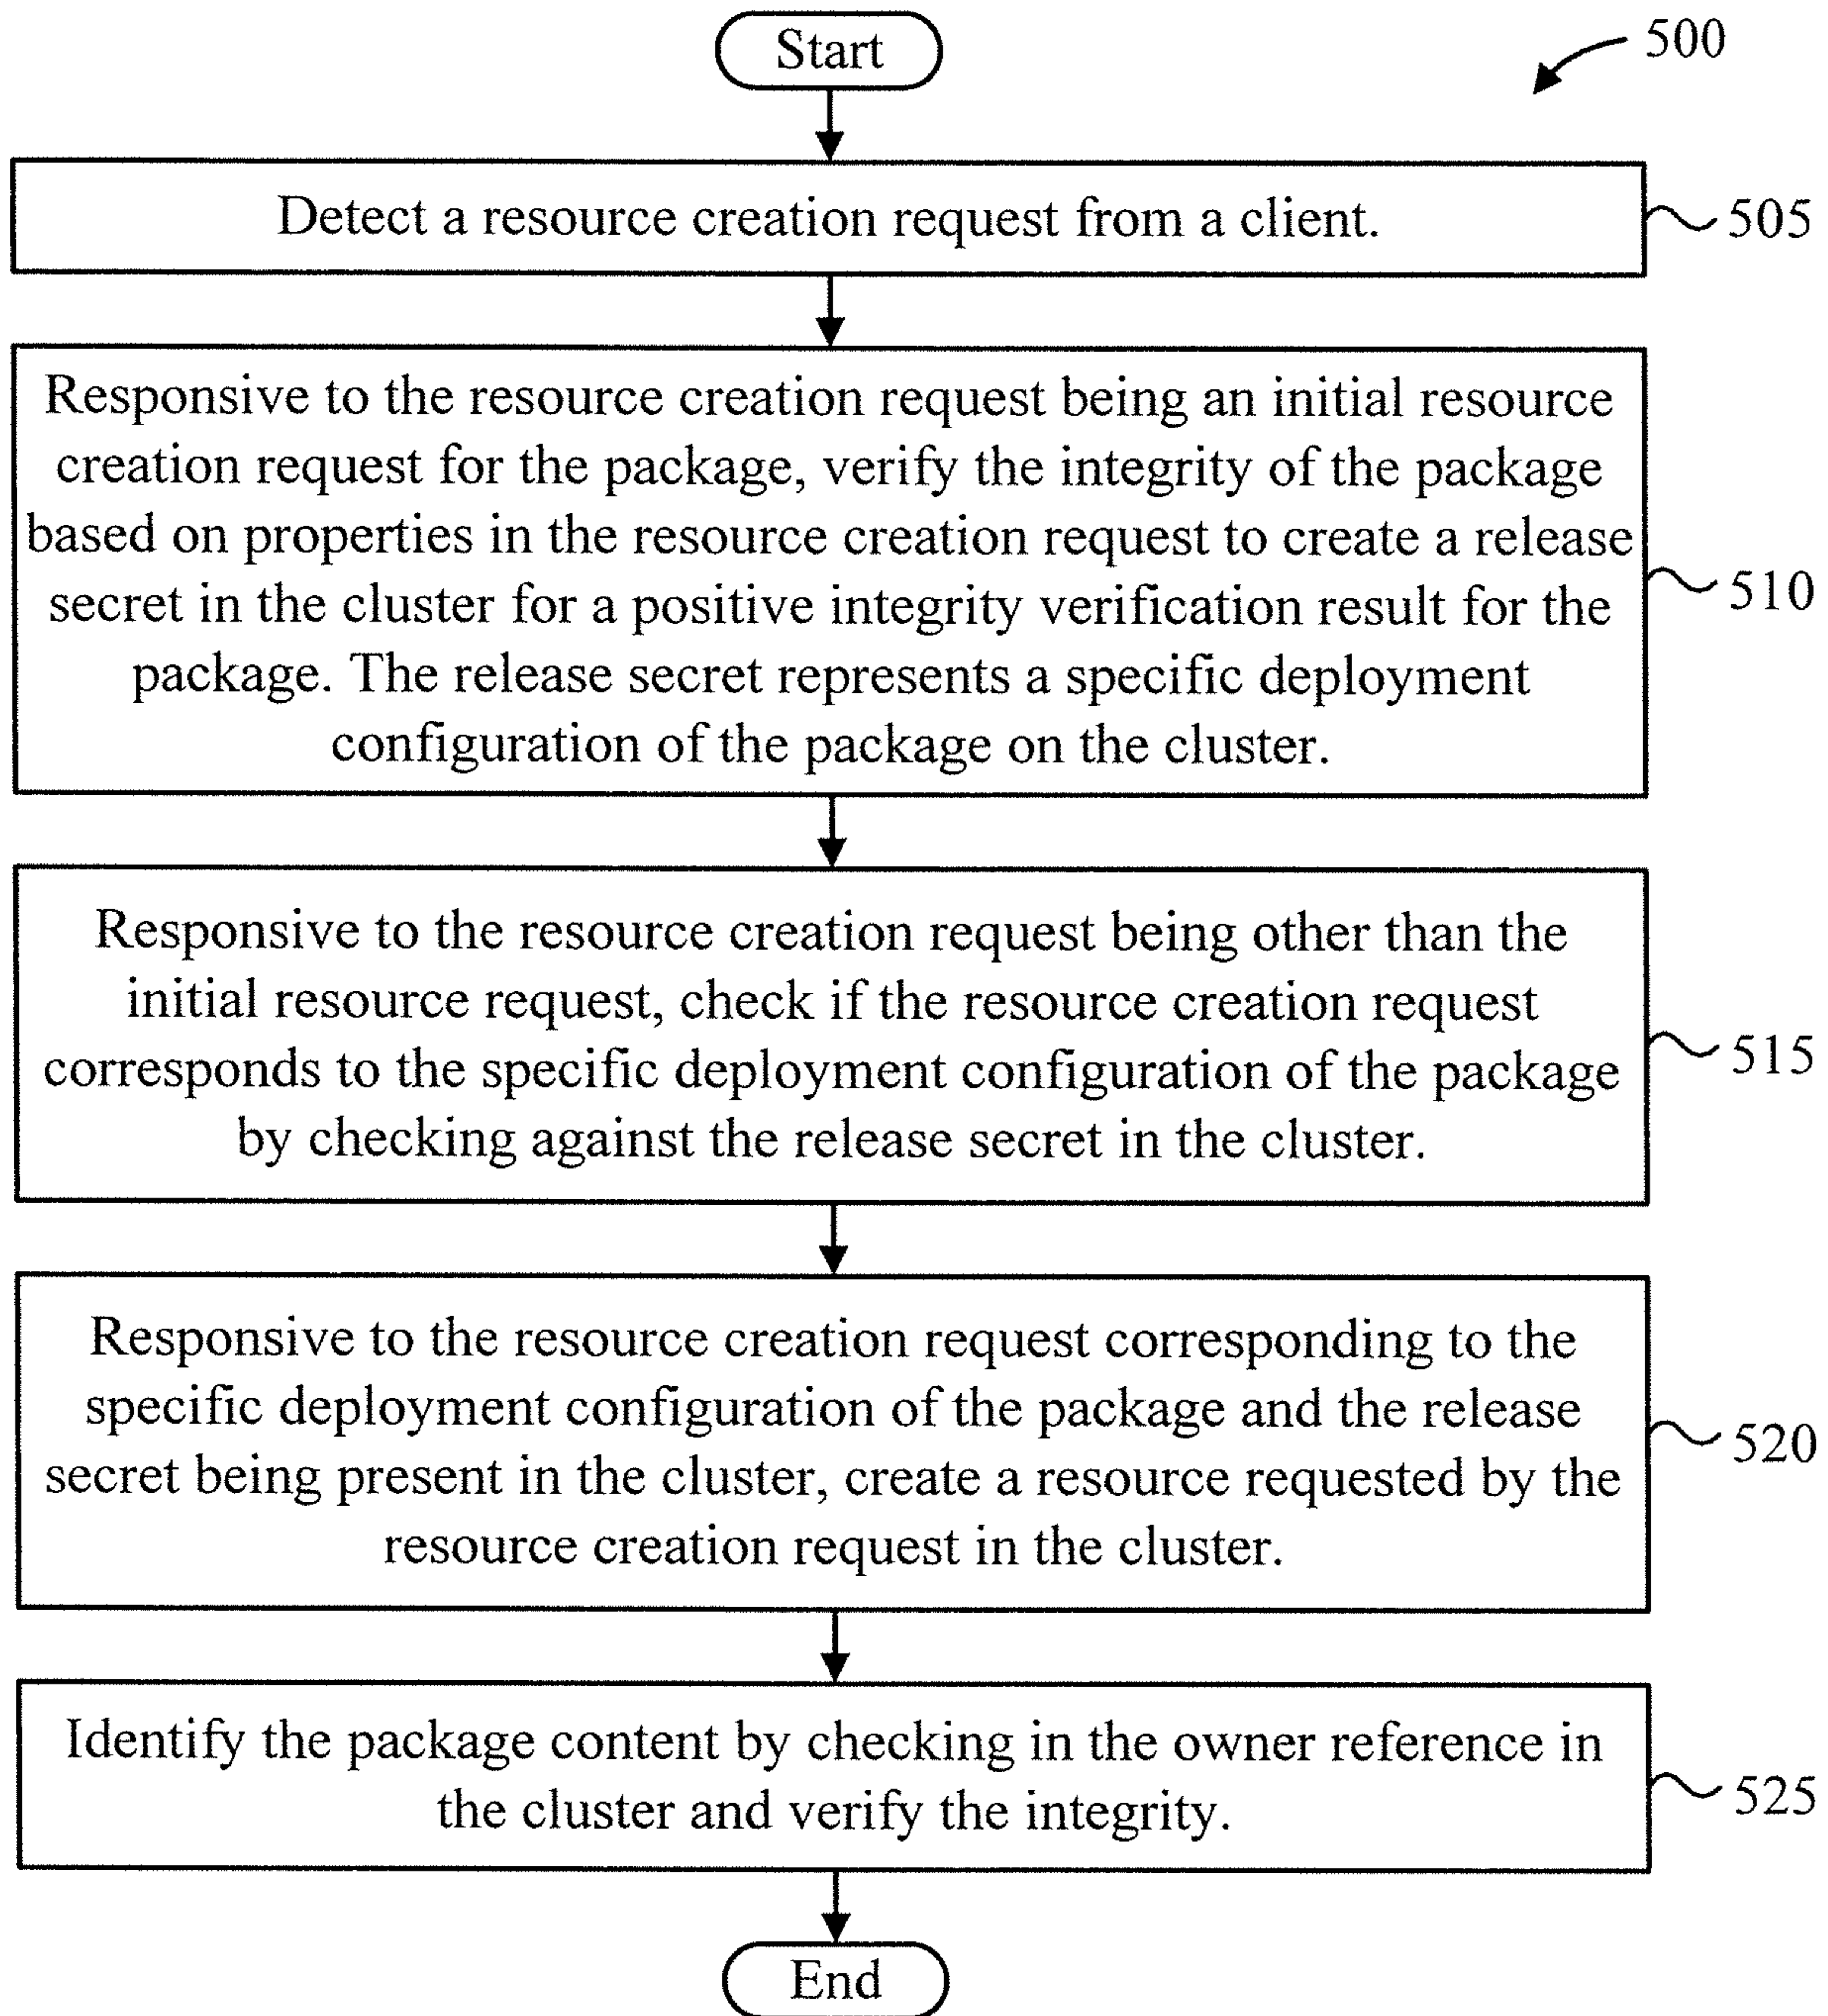 Start
500
Detect a resource creation request from a client.
505
Responsive to the resource creation request being an initial resource
creation request for the package, verify the integrity of the package
based on properties in the resource creation request to create a release
secret in the cluster for a positive integrity verification result for the
package. The release secret represents a specific deployment
configuration of the package on the cluster.
510
Responsive to the resource creation request being other than the
initial resource request, check if the resource creation request
corresponds to the specific deployment configuration of the package
by checking against the release secret in the cluster.
515
Responsive to the resource creation request corresponding to the
specific deployment configuration of the package and the release
secret being present in the cluster, create a resource requested by the
resource creation request in the cluster.
520
Identify the package content by checking in the owner reference in
the cluster and verify the integrity.
525
End